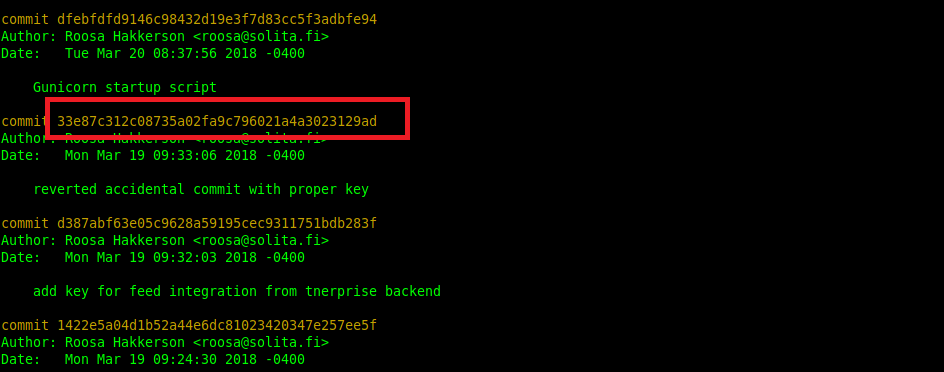 commit dfebfdfd9146c98432d19e3f7d83cc5f3adbfe94
Author: Roosa Hakkerson <roosa@solita.fi>
Date:   Tue Mar 20 08:37:56 2018 -0400
    Gunicorn startup script
commit 33e87c312c08735a02fa9c796021a4a3023129ad
Author: Roosa Hakkerson <roosa@solita.fi>
Date:   Mon Mar 19 09:33:06 2018 -0400
    reverted accidental commit with proper key
commit d387abf63e05c9628a59195cec9311751bdb283f
Author: Roosa Hakkerson <roosa@solita.fi>
Date:   Mon Mar 19 09:32:03 2018 -0400
    add key for feed integration from tnerprise backend
commit 1422e5a04d1b52a44e6dc81023420347e257ee5f
Author: Roosa Hakkerson <roosa@solita.fi>
Date:   Mon Mar 19 09:24:30 2018 -0400